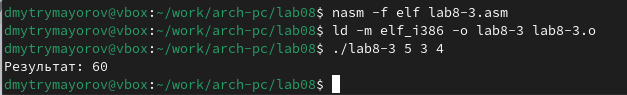 dmytrymayorov@vbox:~/work/arch-pc/lab08$ nasm -f elf lab8-3.asm
dmytrymayorov@vbox:~/work/arch-pc/lab08$ ld -m elf_i386 -o lab8-3 lab8-3.o
dmytrymayorov@vbox:~/work/arch-pc/lab08$ ./lab8-3 5 3 4
Результат: 60
dmytrymayorov@vbox:~/work/arch-pc/lab08$